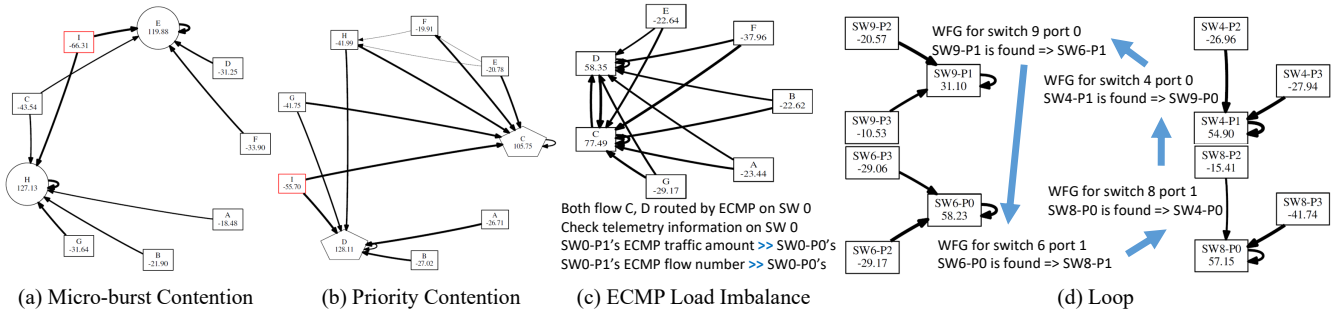 E
119.88
I
-66.31
D
-31.25
C
-43.54
F
-33.90
H
127.13
A
-18.48
G
-31.64
B
-21.90
(a) Micro-burst Contention
F
-19.91
H
-41.99
E
-20.78
G
-41.75
C
105.75
I
-55.70
A
-26.71
D
128.11
B
-27.02
(b) Priority Contention
E
-22.64
F
-37.96
D
58.35
B
-22.62
C
77.49
A
-23.44
G
-29.17
Both flow C, D routed by ECMP on SW 0
Check telemetry information on SW 0
SW0-P1's ECMP traffic amount >> SW0-P0's
SW0-P1's ECMP flow number >> SW0-P0's
(c) ECMP Load Imbalance
SW9-P2
-20.57
SW9-P1
31.10
SW9-P3
-10.53
SW6-P3
-29.06
SW6-P0
58.23
SW6-P2
-29.17
WFG for switch 9 port 0
SW9-P1 is found => SW6-P1
WFG for switch 4 port 0
SW4-P1 is found => SW9-P0
WFG for switch 8 port 1
SW8-P0 is found => SW4-P0
WFG for switch 6 port 1
SW6-P0 is found => SW8-P1
SW4-P2
-26.96
SW4-P3
-27.94
SW4-P1
54.90
SW8-P2
-15.41
SW8-P3
-41.74
SW8-P0
57.15
(d) Loop